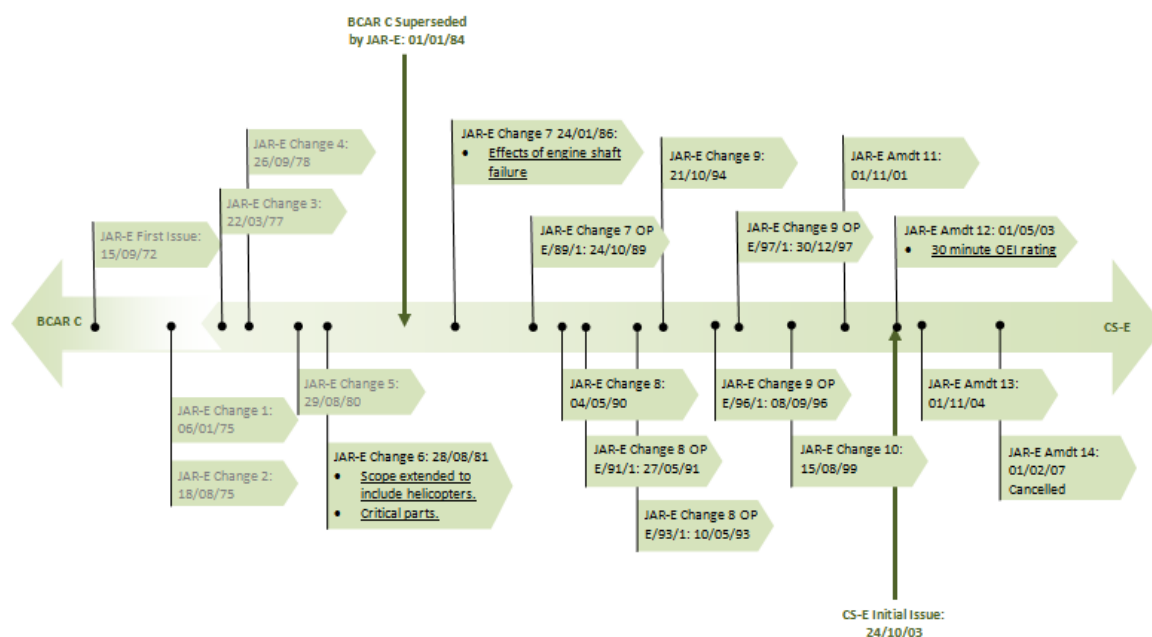 BCAR C Superseded
by JAR-E: 01/01/84
JAR-E Change 4:
26/09/78
JAR-E Change 7 24/01/86:
• Effects of engine shaft
failure
JAR-E Change 9:
21/10/94
JAR-E Amdt 11:
01/11/01
JAR-E Change 3:
22/03/77
JAR-E First Issue:
15/09/72
JAR-E Change 7 OP
E/89/1: 24/10/89
JAR-E Change 9 OP
E/97/1: 30/12/97
JAR-E Amdt 12: 01/05/03
• 30 minute OEI rating
BCAR C
CS-E
JAR-E Change 5:
29/08/80
JAR-E Change 8:
04/05/90
JAR-E Change 9 OP
E/96/1: 08/09/96
JAR-E Amdt 13:
01/11/04
JAR-E Change 1:
06/01/75
JAR-E Change 2:
18/08/75
JAR-E Change 6: 28/08/81
• Scope extended to
include helicopters.
• Critical parts.
JAR-E Change 8 OP
E/91/1: 27/05/91
JAR-E Change 10:
15/08/99
JAR-E Amdt 14:
01/02/07
Cancelled
JAR-E Change 8 OP
E/93/1: 10/05/93
CS-E Initial Issue:
24/10/03